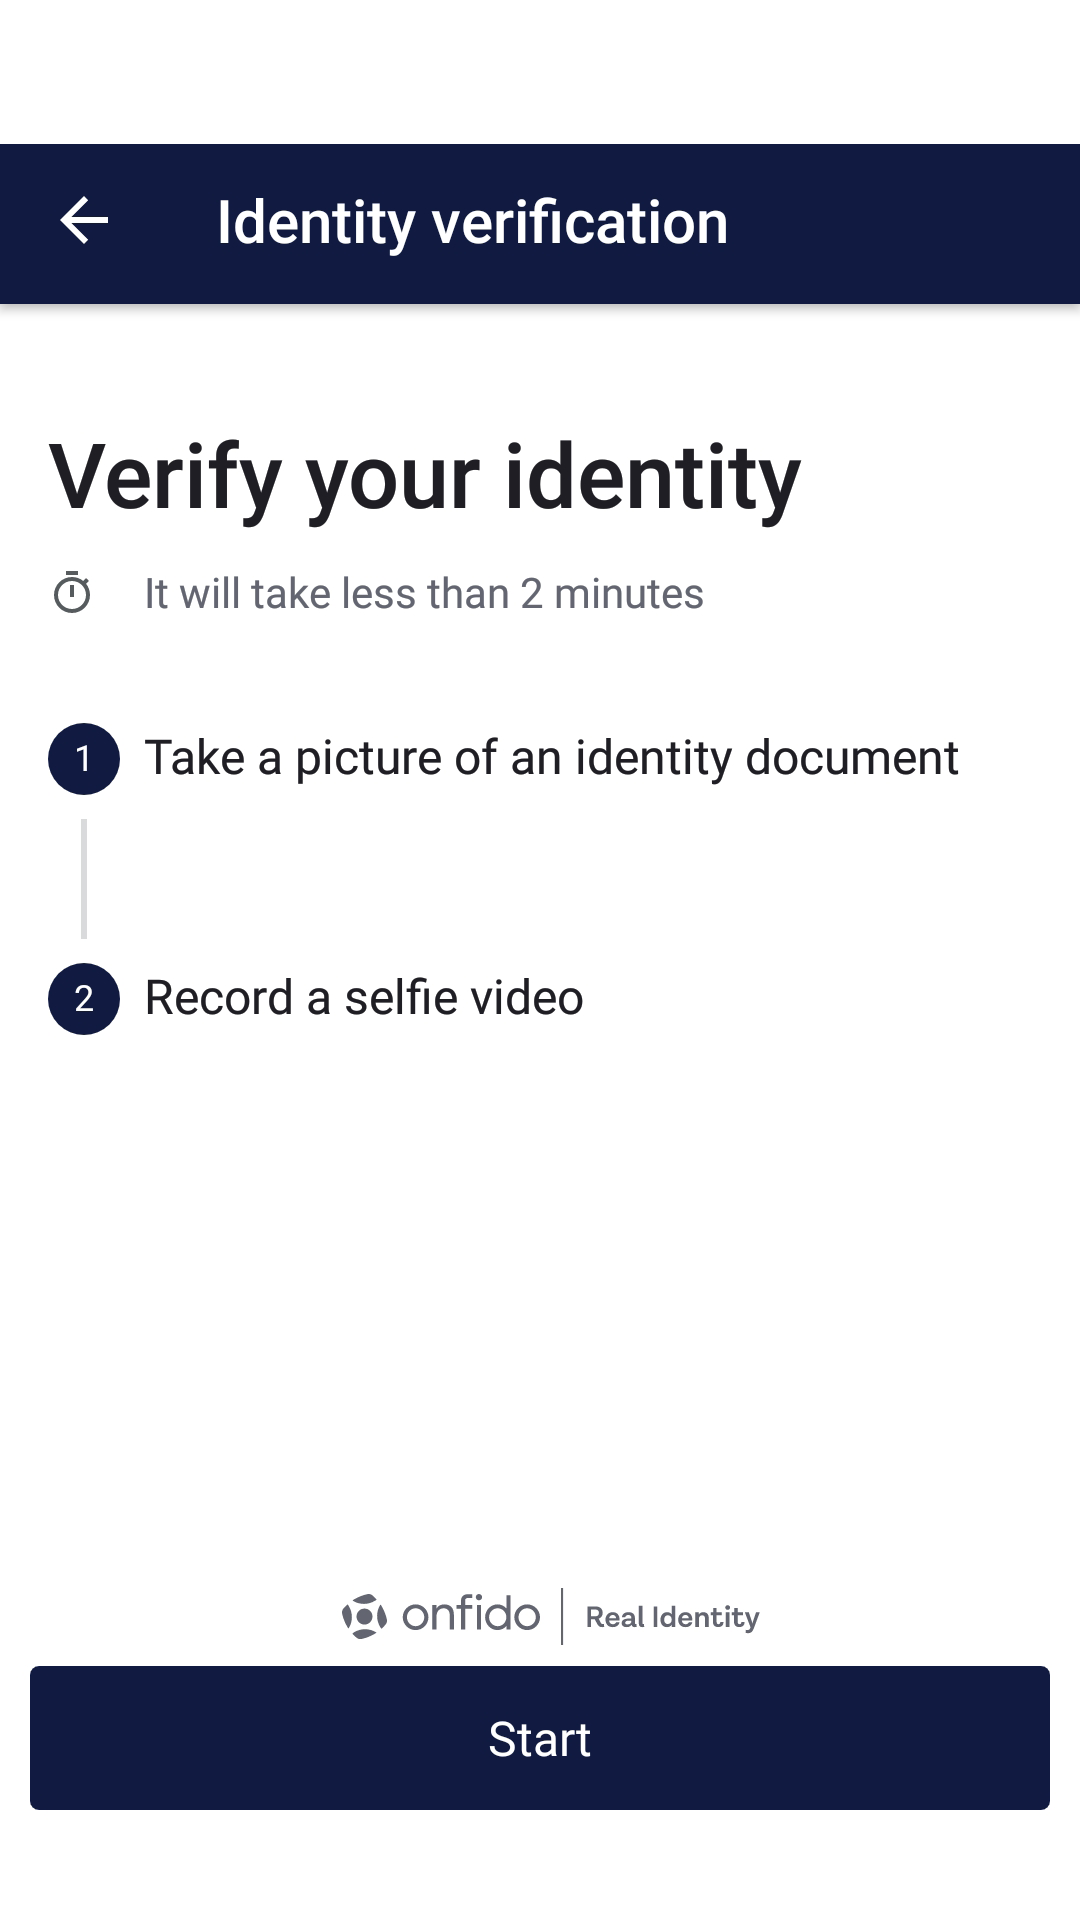 Identity verification
Verify your identity
It will take less than 2 minutes
1 Take a picture of an identity document
2 Record a selfie video
onfido | Real Identity
Start